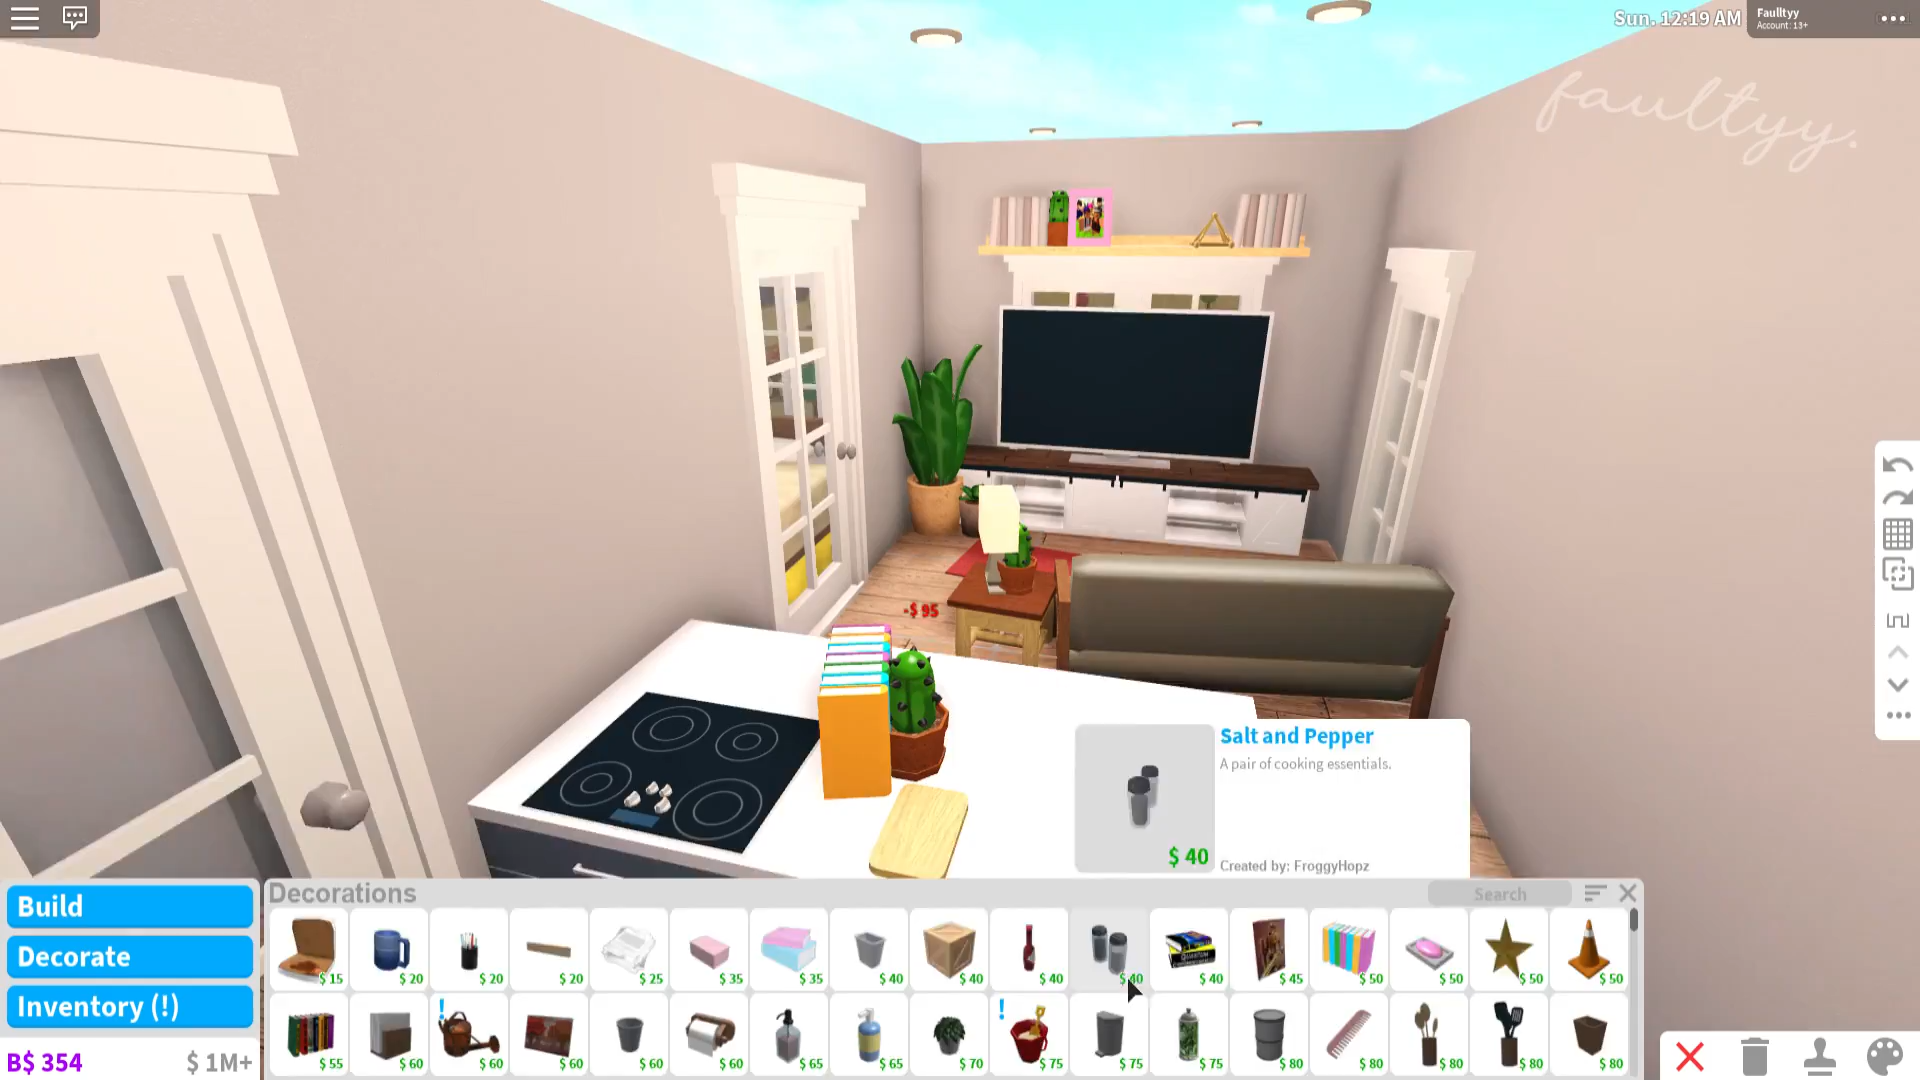 Sun. 12:19 AM
Faulltyy
Account: 13+
faultyy.
-$ 95
Salt and Pepper
A pair of cooking essentials.
$ 40
Created by: FroggyHopz
Build
Decorate
Inventory (!)
B$ 354
$ 1M+
Decorations
Search
$ 15
$ 20
$ 20
$ 20
$ 25
$ 35
$ 35
$ 40
$ 40
$ 40
$ 40
$ 40
$ 45
$ 50
$ 50
$ 50
$ 50
$ 55
$ 60
! $ 60
$ 60
$ 60
$ 60
$ 65
$ 65
$ 70
! $ 75
$ 75
$ 75
$ 80
$ 80
$ 80
$ 80
$ 80